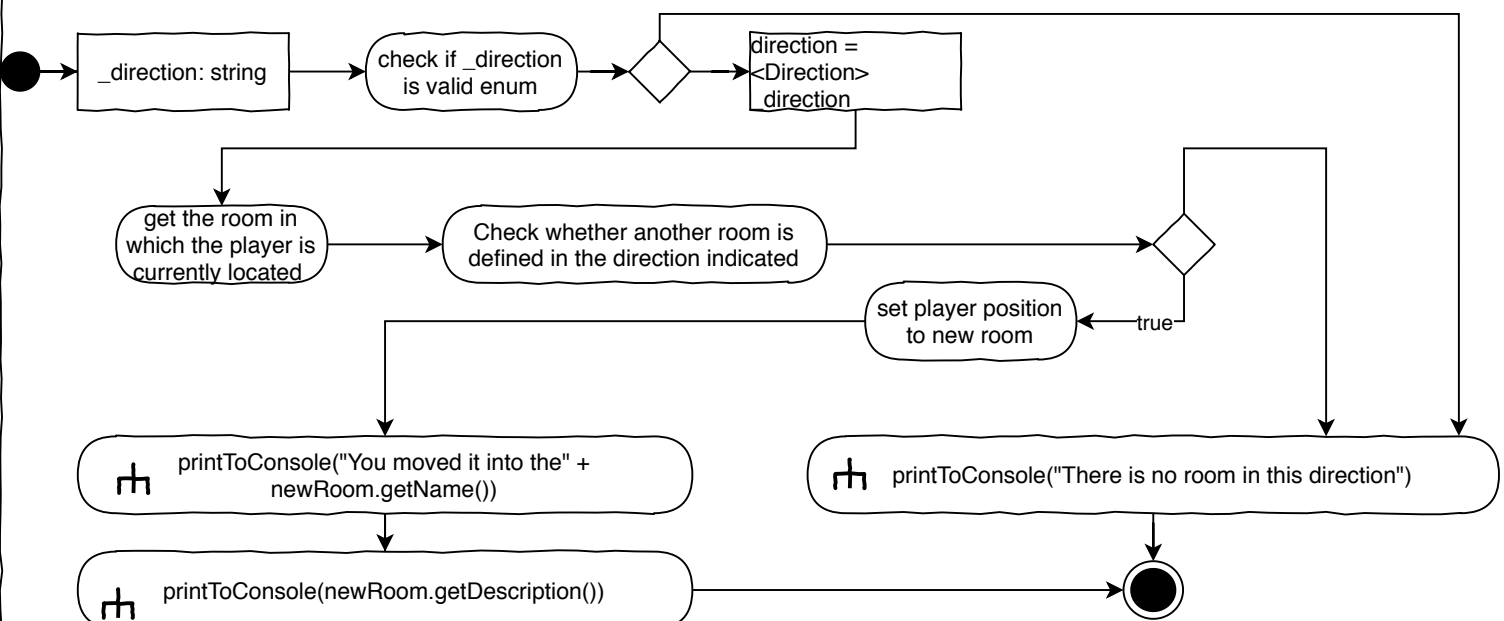 _direction: string
check if _direction
is valid enum
direction =
<Direction>
_direction
get the room in
which the player is
currently located
Check whether another room is
defined in the direction indicated
set player position
to new room
true
printToConsole("You moved it into the" +
newRoom.getName())
printToConsole("There is no room in this direction")
printToConsole(newRoom.getDescription())